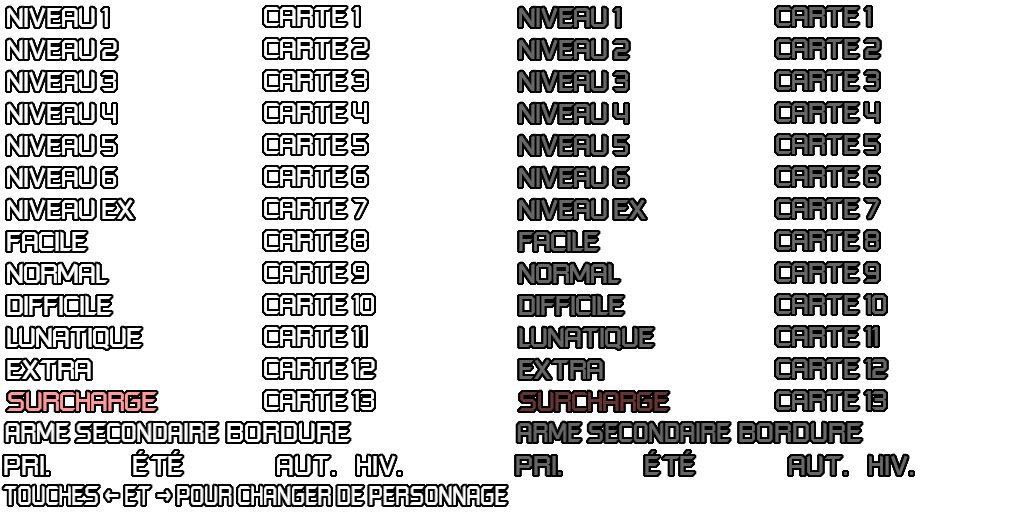 NIVEAU 1 CARTE 1 NIVEAU 1 CARTE 1
NIVEAU 2 CARTE 2 NIVEAU 2 CARTE 2
NIVEAU 3 CARTE 3 NIVEAU 3 CARTE 3
NIVEAU 4 CARTE 4 NIVEAU 4 CARTE 4
NIVEAU 5 CARTE 5 NIVEAU 5 CARTE 5
NIVEAU 6 CARTE 6 NIVEAU 6 CARTE 6
NIVEAU EX CARTE 7 NIVEAU EX CARTE 7
FACILE CARTE 8 FACILE CARTE 8
NORMAL CARTE 9 NORMAL CARTE 9
DIFFICILE CARTE 10 DIFFICILE CARTE 10
LUNATIQUE CARTE 11 LUNATIQUE CARTE 11
EXTRA CARTE 12 EXTRA CARTE 12
SURCHARGE CARTE 13 SURCHARGE CARTE 13
ARME SECONDAIRE BORDURE ARME SECONDAIRE BORDURE
PRI. ÉTÉ AUT. HIV. PRI. ÉTÉ AUT. HIV.
TOUCHES ← ET → POUR CHANGER DE PERSONNAGE